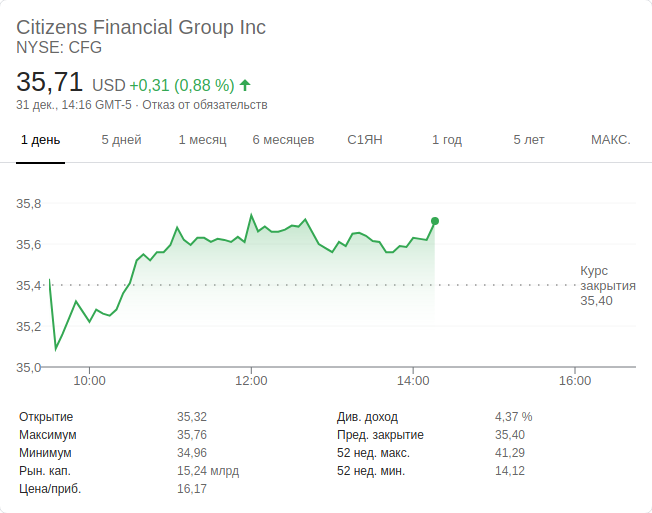 Citizens Financial Group Inc
NYSE: CFG
35,71 USD +0,31 (0,88 %)
31 дек., 14:16 GMT-5 · Отказ от обязательств
1 день 5 дней 1 месяц 6 месяцев С1ЯН 1 год 5 лет МАКС.
35,8
35,6
35,4
35,2
35,0
Курс
закрытия
35,40
10:00 12:00 14:00 16:00
Открытие 35,32
Максимум 35,76
Минимум 34,96
Рын. кап. 15,24 млрд
Цена/приб. 16,17
Див. доход 4,37 %
Пред. закрытие 35,40
52 нед. макс. 41,29
52 нед. мин. 14,12